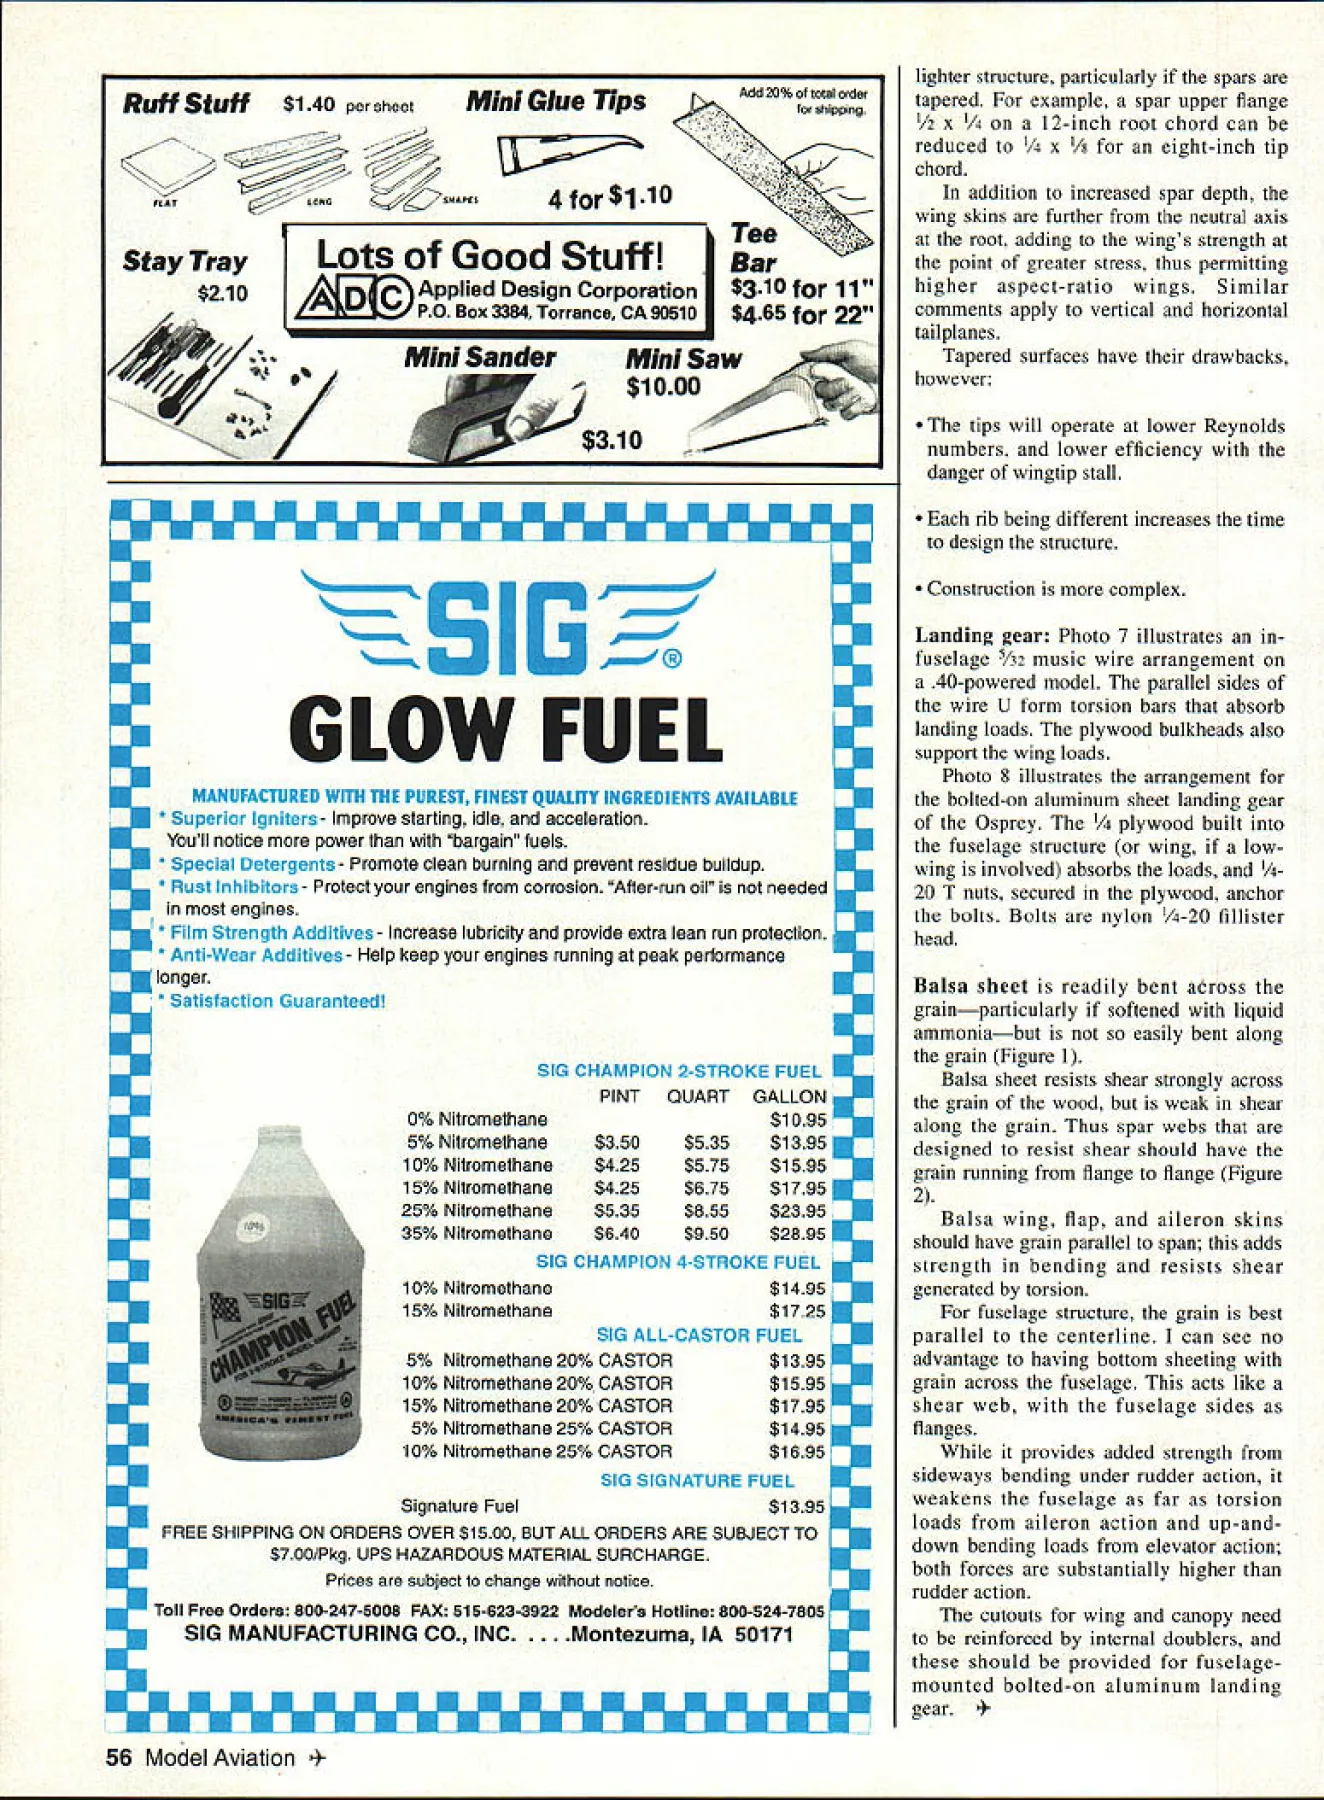 Ruff Stuff $1.40 per sheet
FLAT
LONG
SHAPES
Mini Glue Tips
4 for $1.10
Add 20% of total order
for shipping.
Tee
Bar
$3.10 for 11"
$4.65 for 22"
Stay Tray
$2.10
Lots of Good Stuff!
ADC Applied Design Corporation
P.O. Box 3384, Torrance, CA 90510
Mini Sander
$3.10
Mini Saw
$10.00
SIG®
GLOW FUEL
MANUFACTURED WITH THE PUREST, FINEST QUALITY INGREDIENTS AVAILABLE
* Superior Igniters - Improve starting, idle, and acceleration.
You'll notice more power than with "bargain" fuels.
* Special Detergents - Promote clean burning and prevent residue buildup.
* Rust Inhibitors - Protect your engines from corrosion. "After-run oil" is not needed
in most engines.
* Film Strength Additives - Increase lubricity and provide extra lean run protection.
* Anti-Wear Additives - Help keep your engines running at peak performance
longer.
* Satisfaction Guaranteed!
SIG CHAMPION 2-STROKE FUEL
PINT QUART GALLON
0% Nitromethane $10.95
5% Nitromethane $3.50 $5.35 $13.95
10% Nitromethane $4.25 $5.75 $15.95
15% Nitromethane $4.25 $6.75 $17.95
25% Nitromethane $5.35 $8.55 $23.95
35% Nitromethane $6.40 $9.50 $28.95
SIG CHAMPION 4-STROKE FUEL
10% Nitromethane $14.95
15% Nitromethane $17.25
SIG ALL-CASTOR FUEL
5% Nitromethane 20% CASTOR $13.95
10% Nitromethane 20% CASTOR $15.95
15% Nitromethane 20% CASTOR $17.95
5% Nitromethane 25% CASTOR $14.95
10% Nitromethane 25% CASTOR $16.95
SIG SIGNATURE FUEL
Signature Fuel $13.95
10%
SIG
CHAMPION FUEL
AMERICA'S FINEST FUEL
FREE SHIPPING ON ORDERS OVER $15.00, BUT ALL ORDERS ARE SUBJECT TO
$7.00/Pkg. UPS HAZARDOUS MATERIAL SURCHARGE.
Prices are subject to change without notice.
Toll Free Orders: 800-247-5008 FAX: 515-623-3922 Modeler's Hotline: 800-524-7805
SIG MANUFACTURING CO., INC. . . . .Montezuma, IA 50171
lighter structure, particularly if the spars are
tapered. For example, a spar upper flange
½ x ¼ on a 12-inch root chord can be
reduced to ¼ x ⅛ for an eight-inch tip
chord.
In addition to increased spar depth, the
wing skins are further from the neutral axis
at the root, adding to the wing's strength at
the point of greater stress, thus permitting
higher aspect-ratio wings. Similar
comments apply to vertical and horizontal
tailplanes.
Tapered surfaces have their drawbacks,
however:
• The tips will operate at lower Reynolds
numbers, and lower efficiency with the
danger of wingtip stall.
• Each rib being different increases the time
to design the structure.
• Construction is more complex.
Landing gear: Photo 7 illustrates an in-
fuselage 5/32 music wire arrangement on
a .40-powered model. The parallel sides of
the wire U form torsion bars that absorb
landing loads. The plywood bulkheads also
support the wing loads.
Photo 8 illustrates the arrangement for
the bolted-on aluminum sheet landing gear
of the Osprey. The ¼ plywood built into
the fuselage structure (or wing, if a low-
wing is involved) absorbs the loads, and ¼-
20 T nuts, secured in the plywood, anchor
the bolts. Bolts are nylon ¼-20 fillister
head.
Balsa sheet is readily bent across the
grain—particularly if softened with liquid
ammonia—but is not so easily bent along
the grain (Figure 1).
Balsa sheet resists shear strongly across
the grain of the wood, but is weak in shear
along the grain. Thus spar webs that are
designed to resist shear should have the
grain running from flange to flange (Figure
2).
Balsa wing, flap, and aileron skins
should have grain parallel to span; this adds
strength in bending and resists shear
generated by torsion.
For fuselage structure, the grain is best
parallel to the centerline. I can see no
advantage to having bottom sheeting with
grain across the fuselage. This acts like a
shear web, with the fuselage sides as
flanges.
While it provides added strength from
sideways bending under rudder action, it
weakens the fuselage as far as torsion
loads from aileron action and up-and-
down bending loads from elevator action;
both forces are substantially higher than
rudder action.
The cutouts for wing and canopy need
to be reinforced by internal doublers, and
these should be provided for fuselage-
mounted bolted-on aluminum landing
gear.
56 Model Aviation